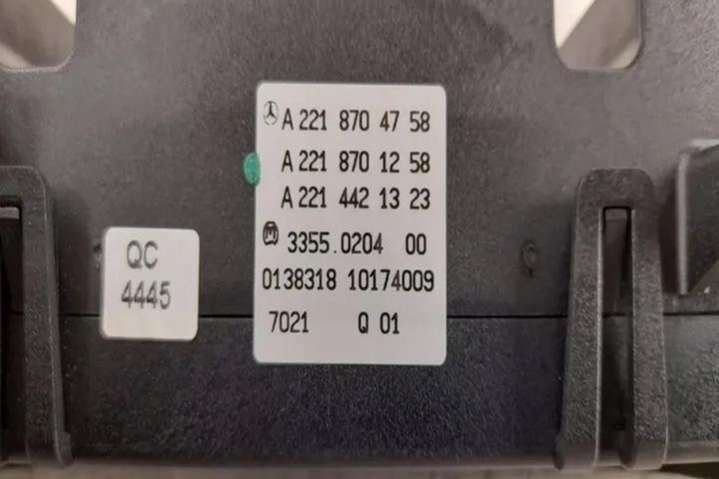 A 221 870 47 58
A 221 870 12 58
A 221 442 13 23
3355.0204 00
0138318 10174009
7021 Q 01
QC
4445